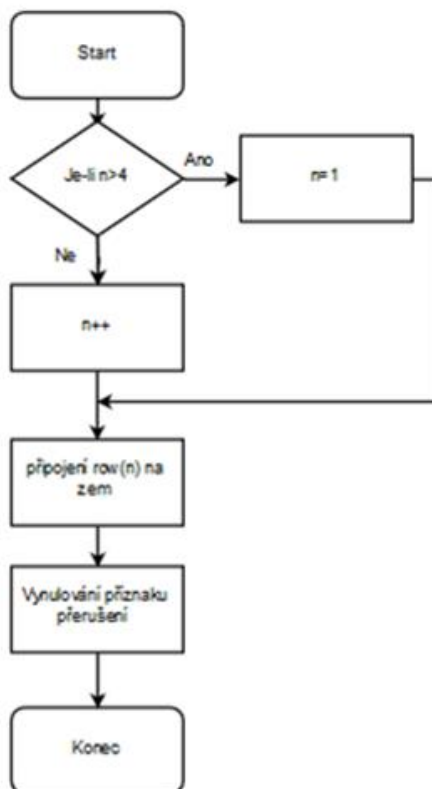 Start
Je-li n>4
Ano
n=1
Ne
n++
připojení row(n) na
zem
Vynulování příznaku
přerušení
Konec